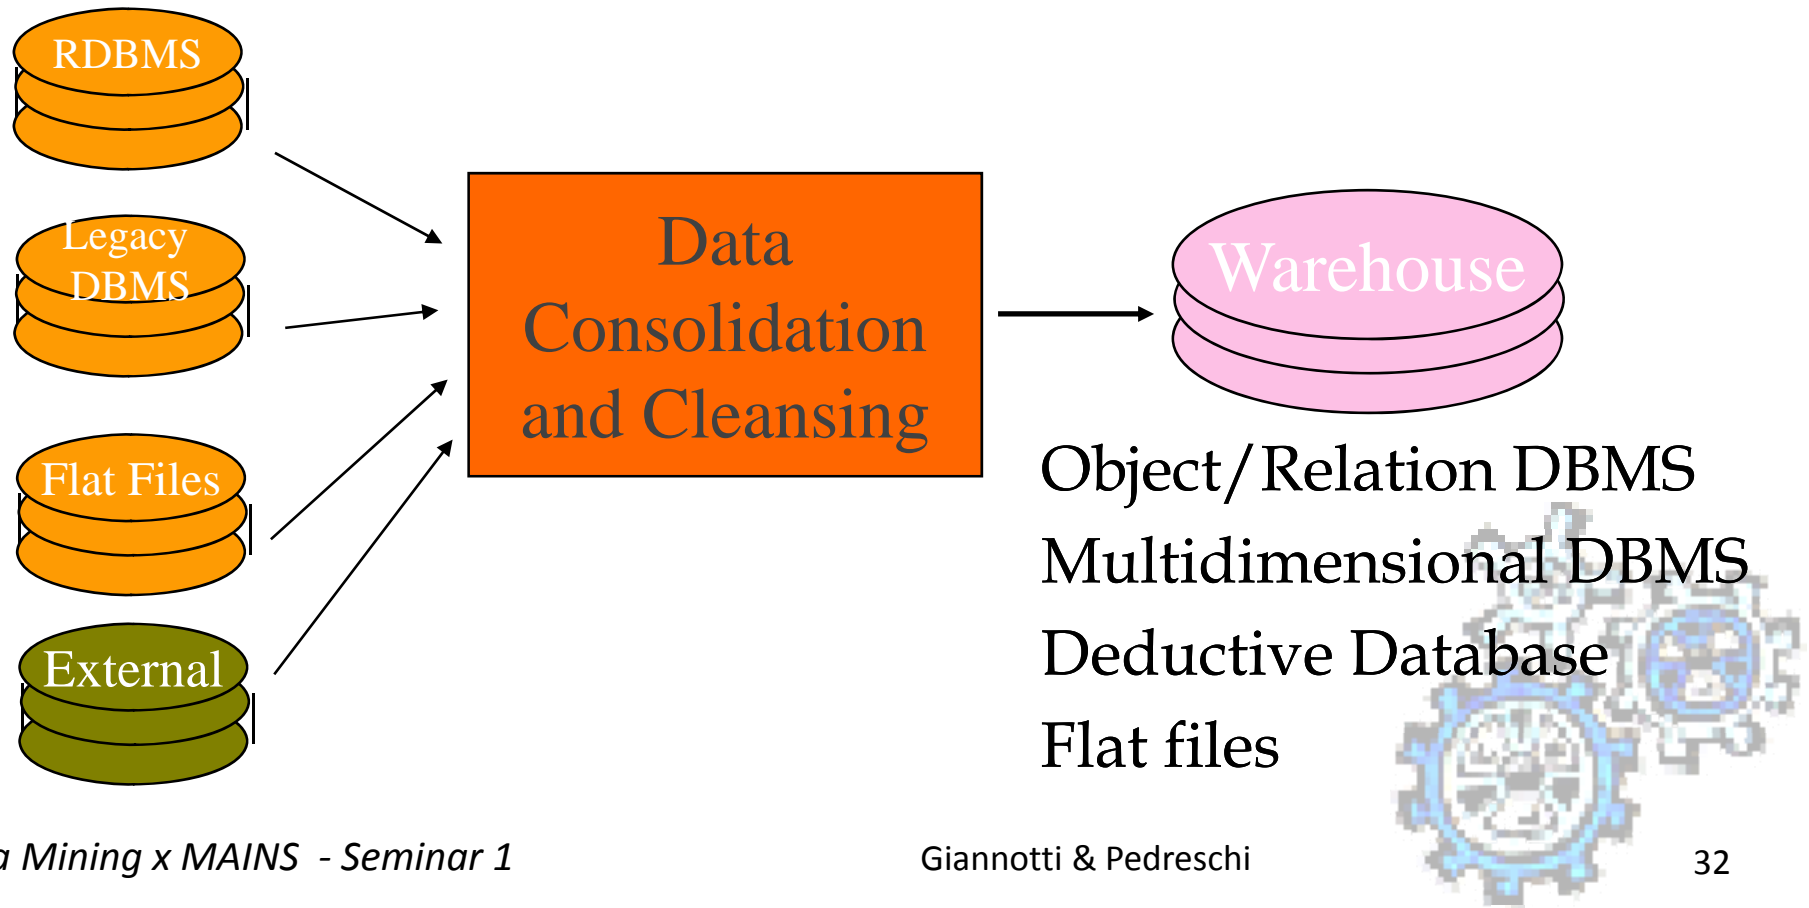 RDBMS
Legacy
DBMS
Flat Files
External
Data
Consolidation
and Cleansing
Warehouse
Object/Relation DBMS
Multidimensional DBMS
Deductive Database
Flat files
a Mining x MAINS - Seminar 1
Giannotti & Pedreschi
32